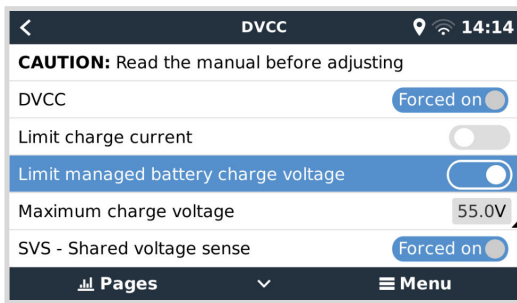 DVCC 14:14
CAUTION: Read the manual before adjusting
DVCC Forced on
Limit charge current
Limit managed battery charge voltage
Maximum charge voltage 55.0V
SVS - Shared voltage sense Forced on
Pages Menu